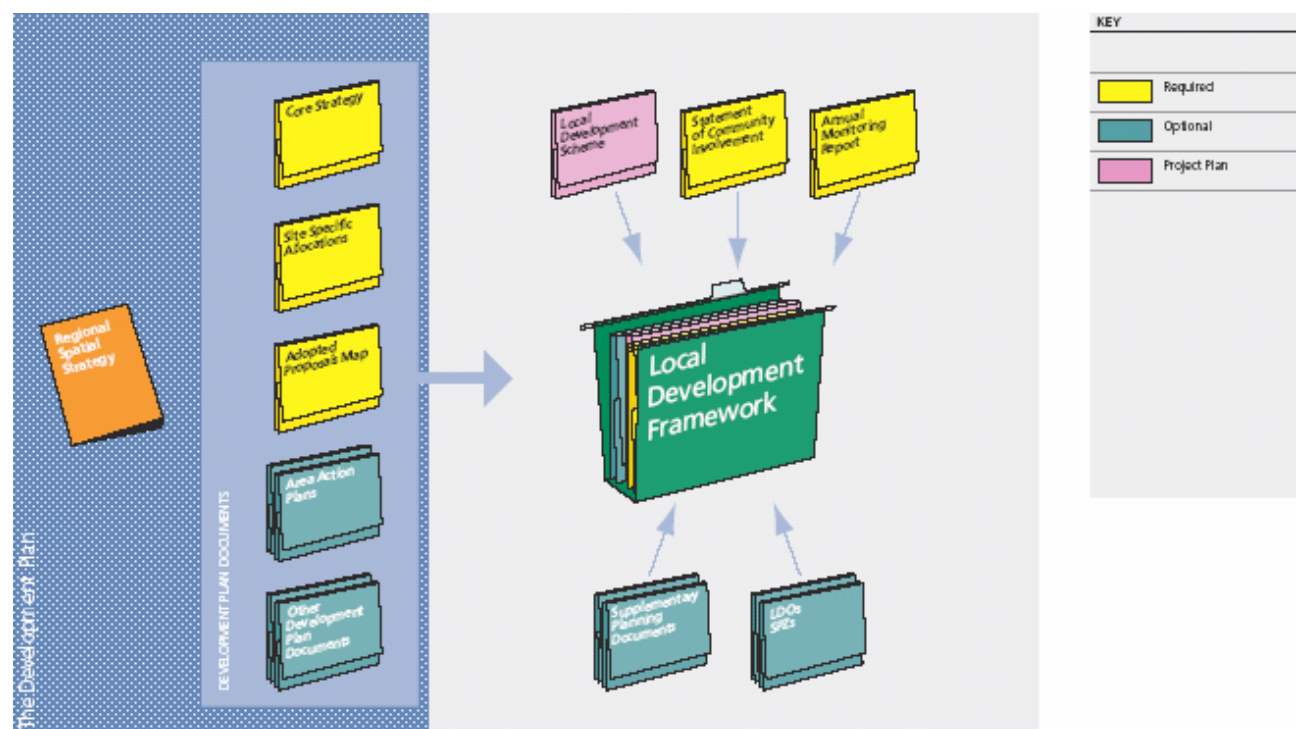 The Development Plan
Regional
Spatial
Strategy
DEVELOPMENT PLAN DOCUMENTS
Core Strategy
Site Specific
Allocations
Adopted
Proposals Map
Area Action
Plans
Other
Development
Plan
Documents
Local
Development
Scheme
Statement
of Community
Involvement
Annual
Monitoring
Report
Local
Development
Framework
Supplementary
Planning
Documents
LDOs
SPZs
KEY
Required
Optional
Project Plan